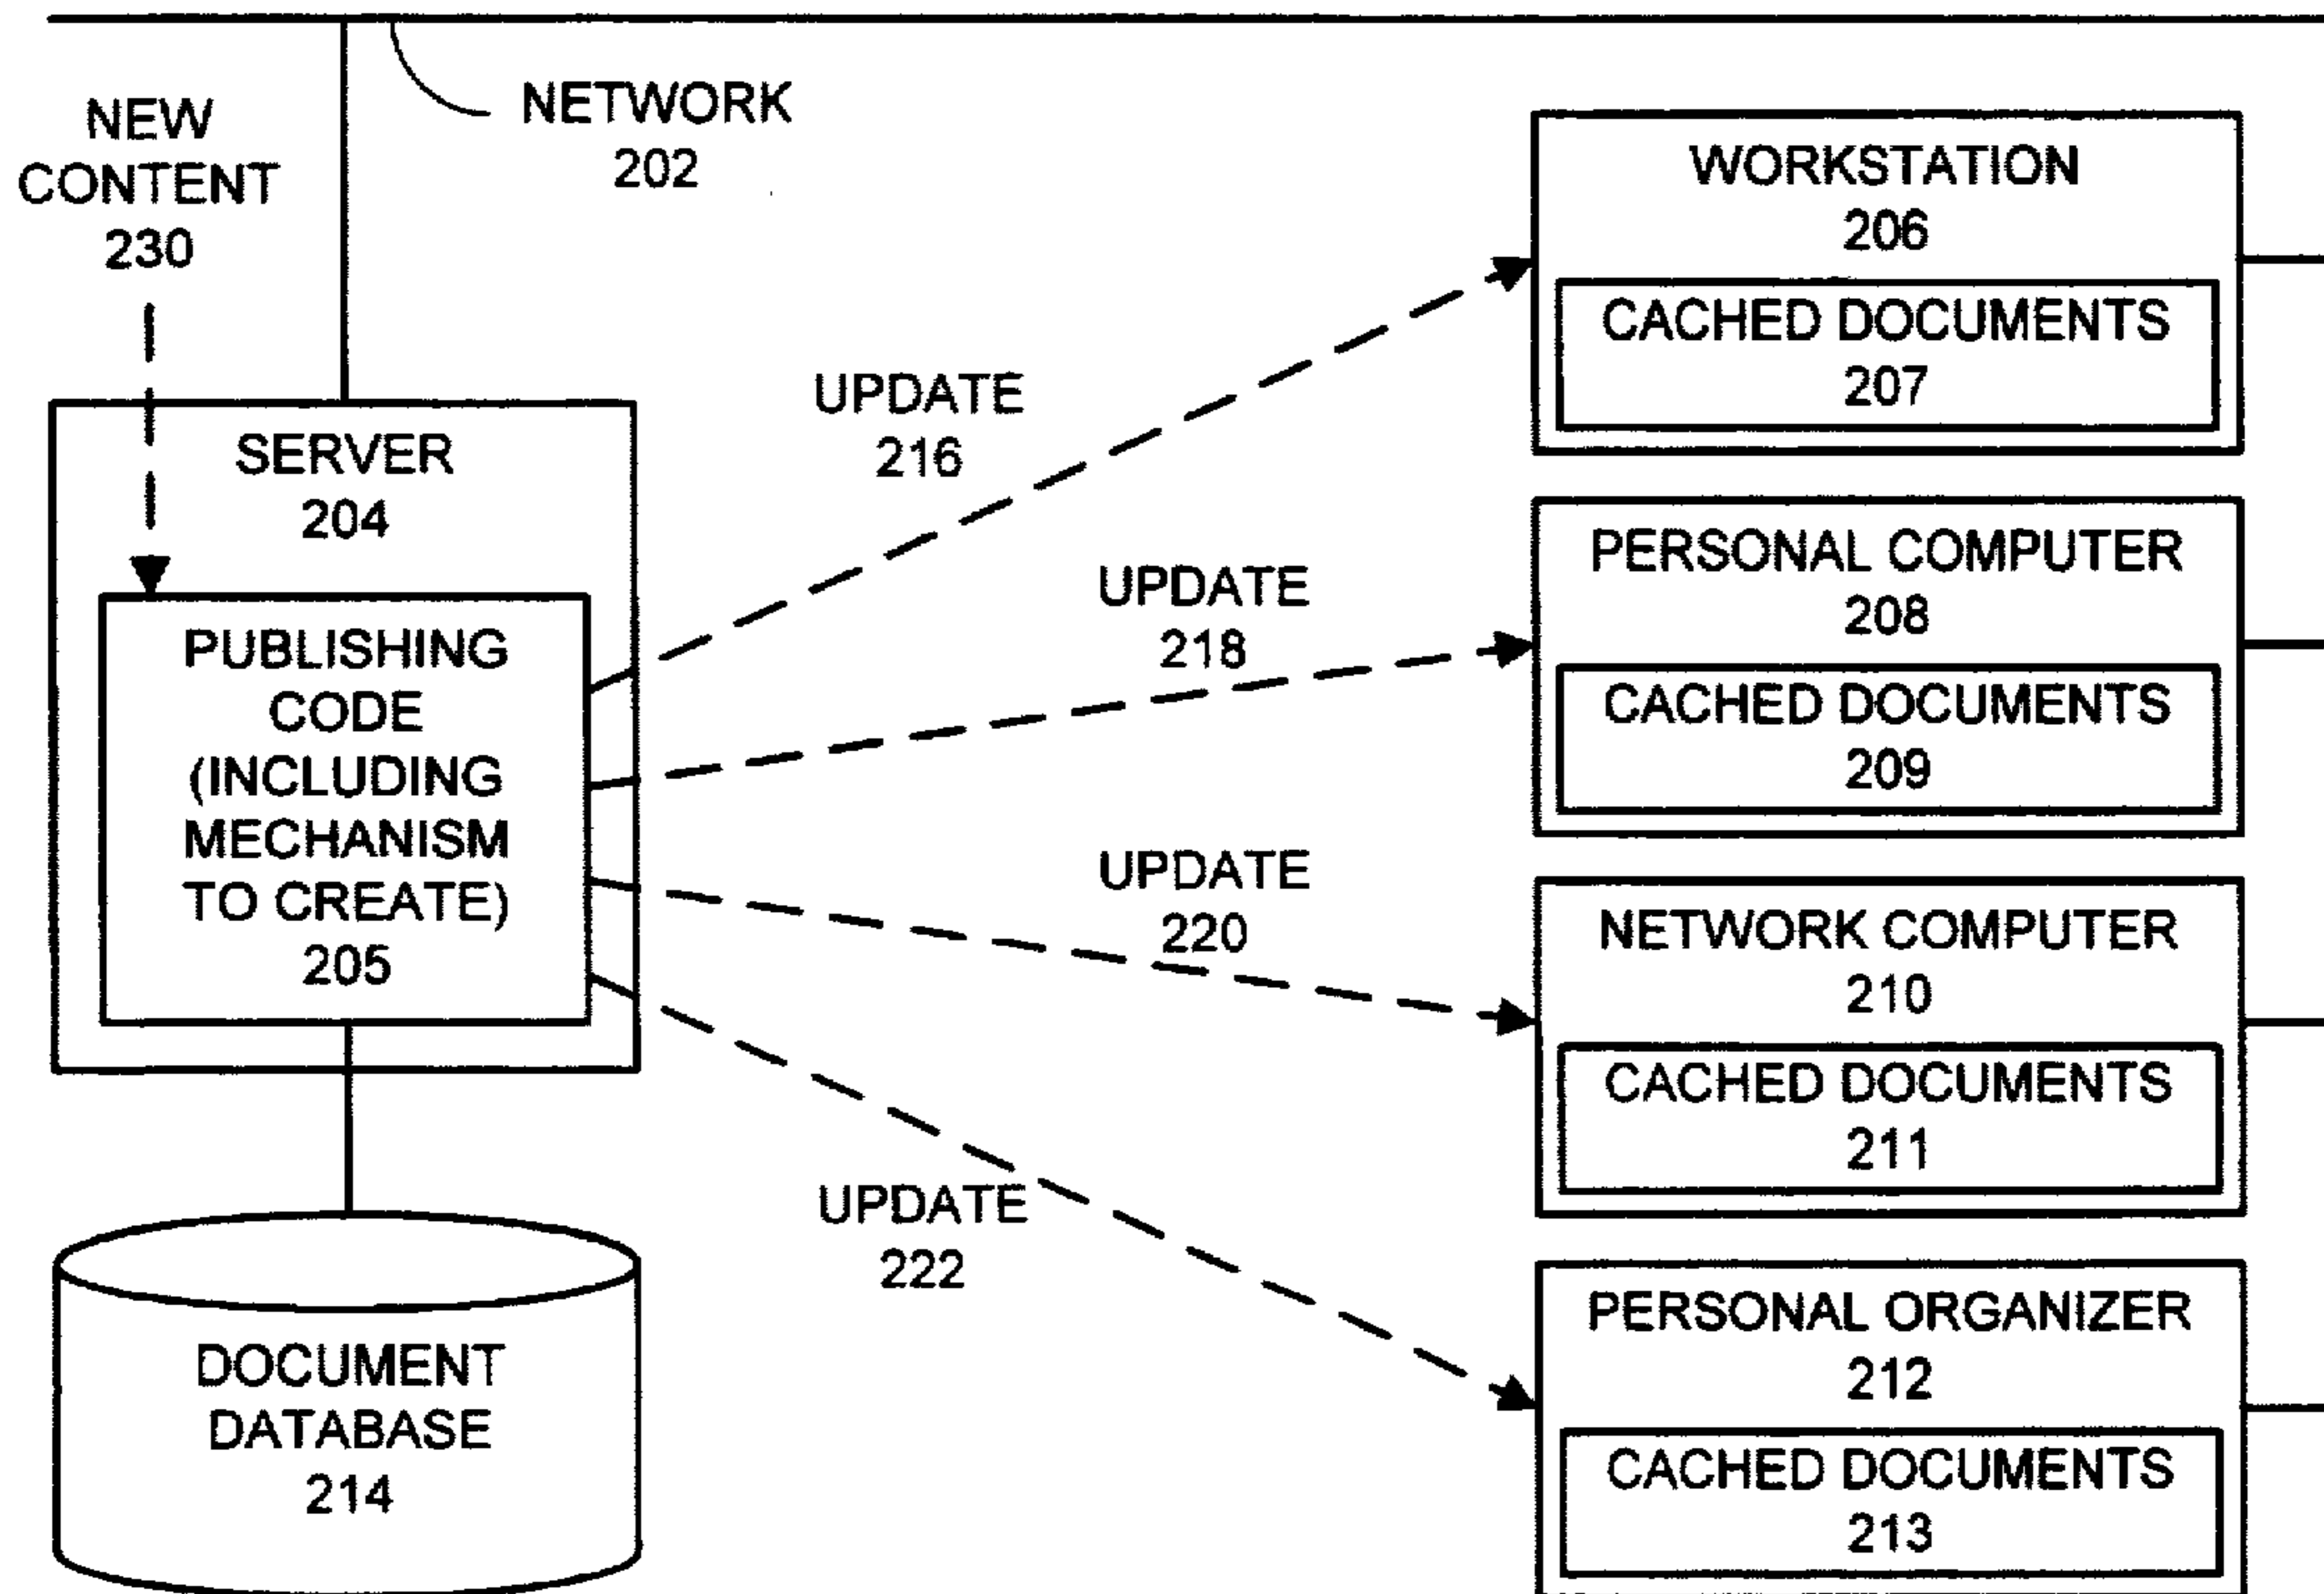 NETWORK
202
NEW
CONTENT
230
SERVER
204
PUBLISHING
CODE
(INCLUDING
MECHANISM
TO CREATE)
205
DOCUMENT
DATABASE
214
UPDATE
216
UPDATE
218
UPDATE
220
UPDATE
222
WORKSTATION
206
CACHED DOCUMENTS
207
PERSONAL COMPUTER
208
CACHED DOCUMENTS
209
NETWORK COMPUTER
210
CACHED DOCUMENTS
211
PERSONAL ORGANIZER
212
CACHED DOCUMENTS
213